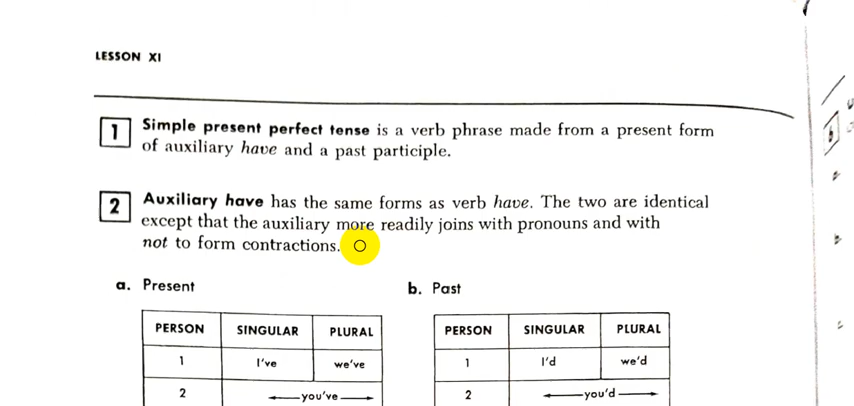 LESSON XI
1 Simple present perfect tense is a verb phrase made from a present form
of auxiliary have and a past participle.
2 Auxiliary have has the same forms as verb have. The two are identical
except that the auxiliary more readily joins with pronouns and with
not to form contractions.
a. Present
b. Past
PERSON SINGULAR PLURAL
1 I've we've
2 you've
PERSON SINGULAR PLURAL
1 I'd we'd
2 you'd